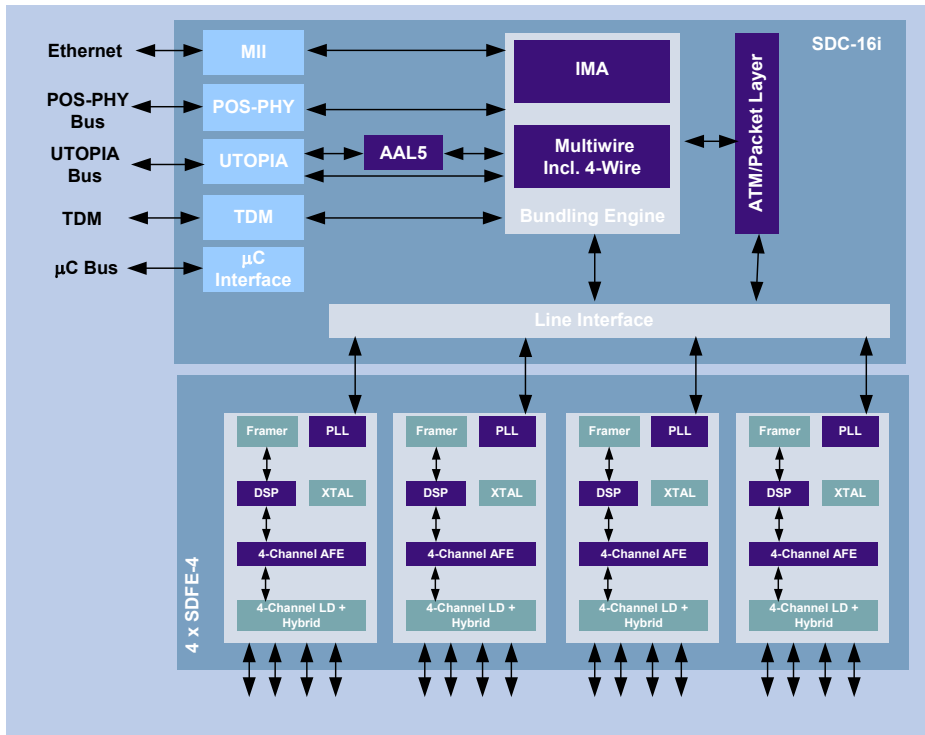 SDC-16i
Ethernet
MII
POS-PHY
Bus
POS-PHY
UTOPIA
Bus
UTOPIA
AAL5
TDM
TDM
μC Bus
μC
Interface
IMA
Multiwire
Incl. 4-Wire
Bundling Engine
ATM/Packet Layer
Line Interface
4 x SDFE-4
Framer
PLL
DSP
XTAL
4-Channel AFE
4-Channel LD +
Hybrid
Framer
PLL
DSP
XTAL
4-Channel AFE
4-Channel LD +
Hybrid
Framer
PLL
DSP
XTAL
4-Channel AFE
4-Channel LD +
Hybrid
Framer
PLL
DSP
XTAL
4-Channel AFE
4-Channel LD +
Hybrid